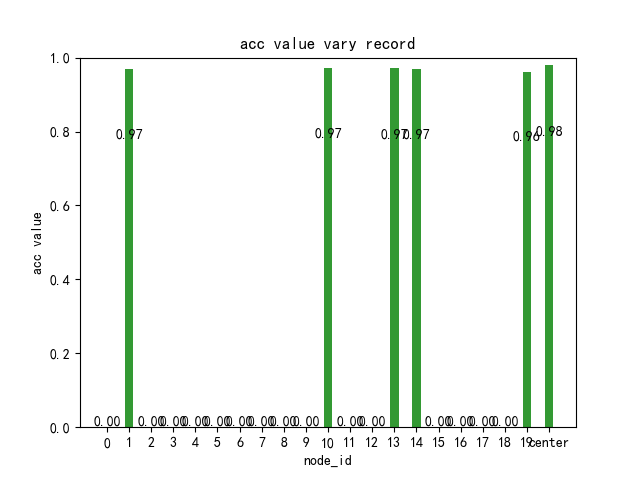 acc value vary record
1.0
0.8
0.6
0.4
0.2
0.0
acc value
0.00 0.97 0.00 0.00 0.00 0.00 0.00 0.00 0.00 0.00 0.97 0.00 0.00 0.97 0.97 0.00 0.00 0.00 0.00 0.96 0.98
0 1 2 3 4 5 6 7 8 9 10 11 12 13 14 15 16 17 18 19 center
node_id